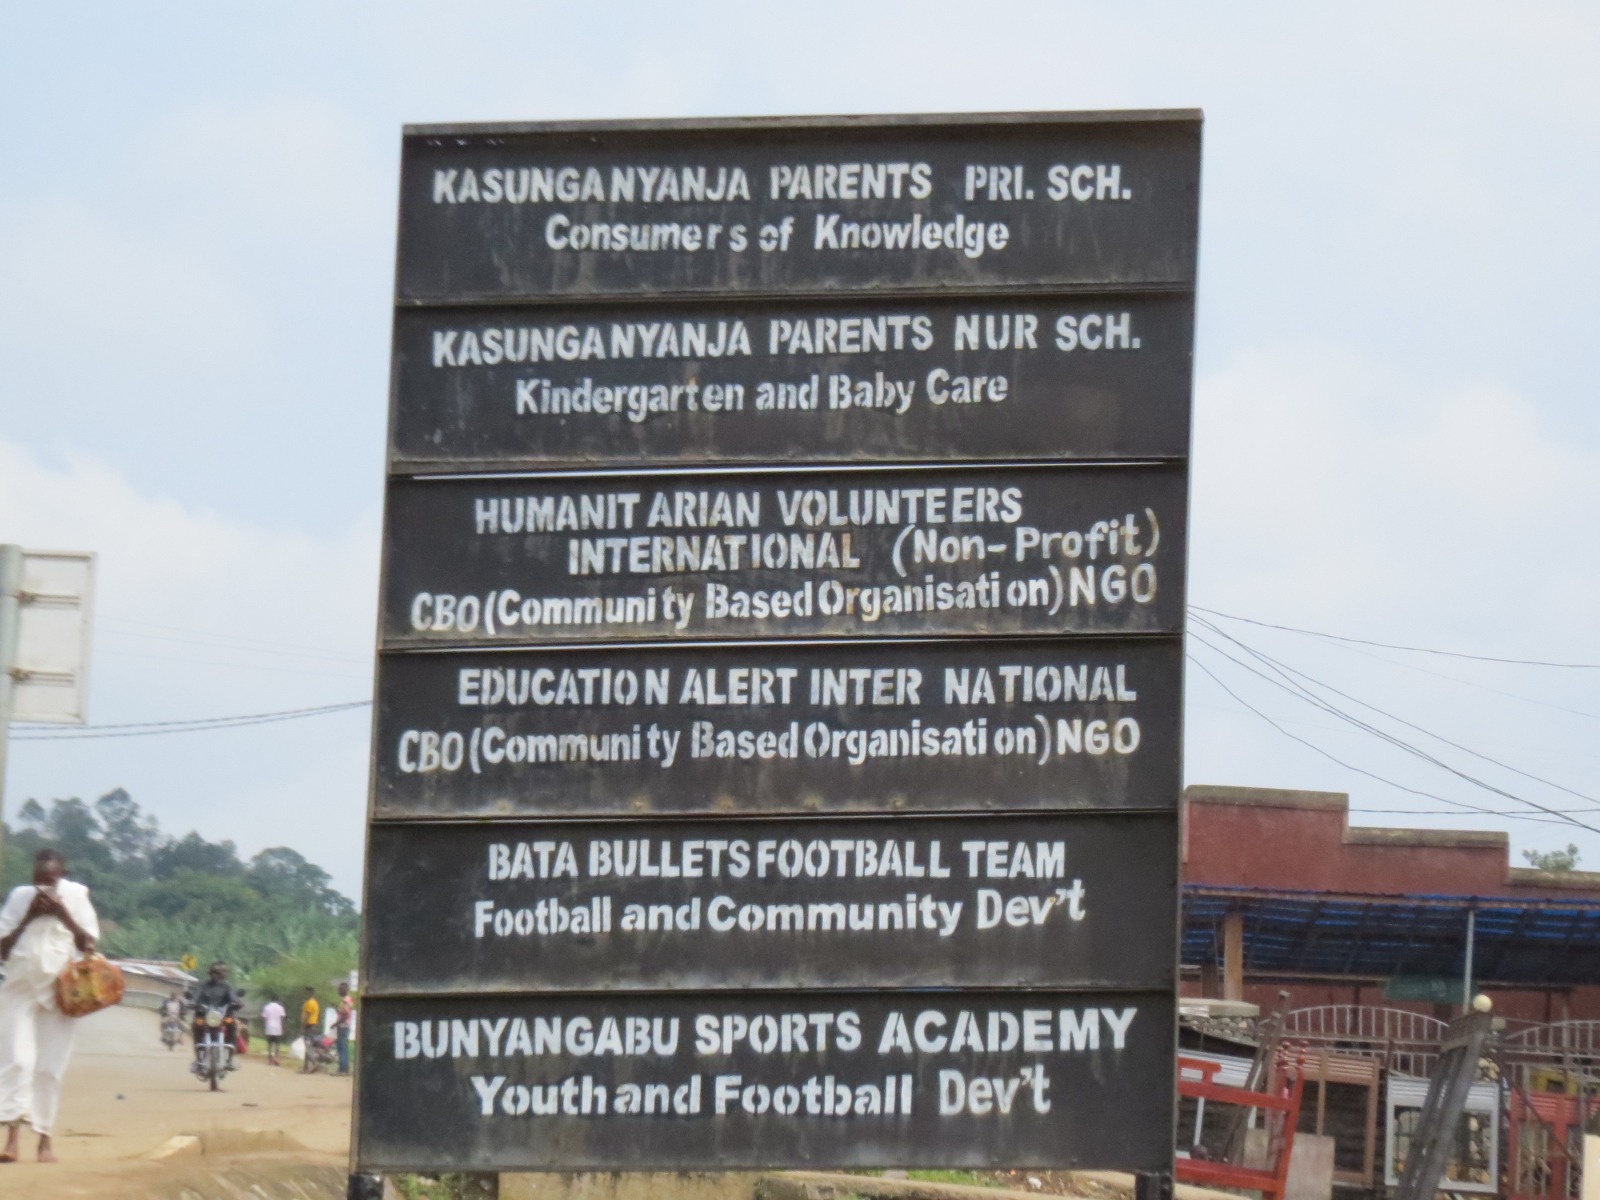 KASUNGANYANJA PARENTS PRI. SCH.
Consumers of Knowledge
KASUNGANYANJA PARENTS NUR SCH.
Kindergarten and Baby Care
HUMANITARIAN VOLUNTEERS
INTERNATIONAL (Non-Profit)
CBO (Community Based Organisation) NGO
EDUCATION ALERT INTER NATIONAL
CBO (Community Based Organisation) NGO
BATA BULLETS FOOTBALL TEAM
Football and Community Dev't
BUNYANGABU SPORTS ACADEMY
Youth and Football Dev't